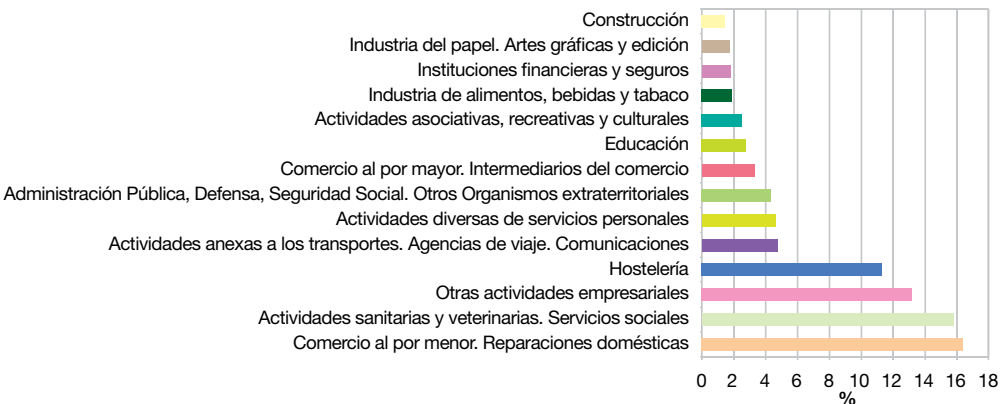 Construcción
Industria del papel. Artes gráficas y edición
Instituciones financieras y seguros
Industria de alimentos, bebidas y tabaco
Actividades asociativas, recreativas y culturales
Educación
Comercio al por mayor. Intermediarios del comercio
Administración Pública, Defensa, Seguridad Social. Otros Organismos extraterritoriales
Actividades diversas de servicios personales
Actividades anexas a los transportes. Agencias de viaje. Comunicaciones
Hostelería
Otras actividades empresariales
Actividades sanitarias y veterinarias. Servicios sociales
Comercio al por menor. Reparaciones domésticas
0 2 4 6 8 10 12 14 16 18
%